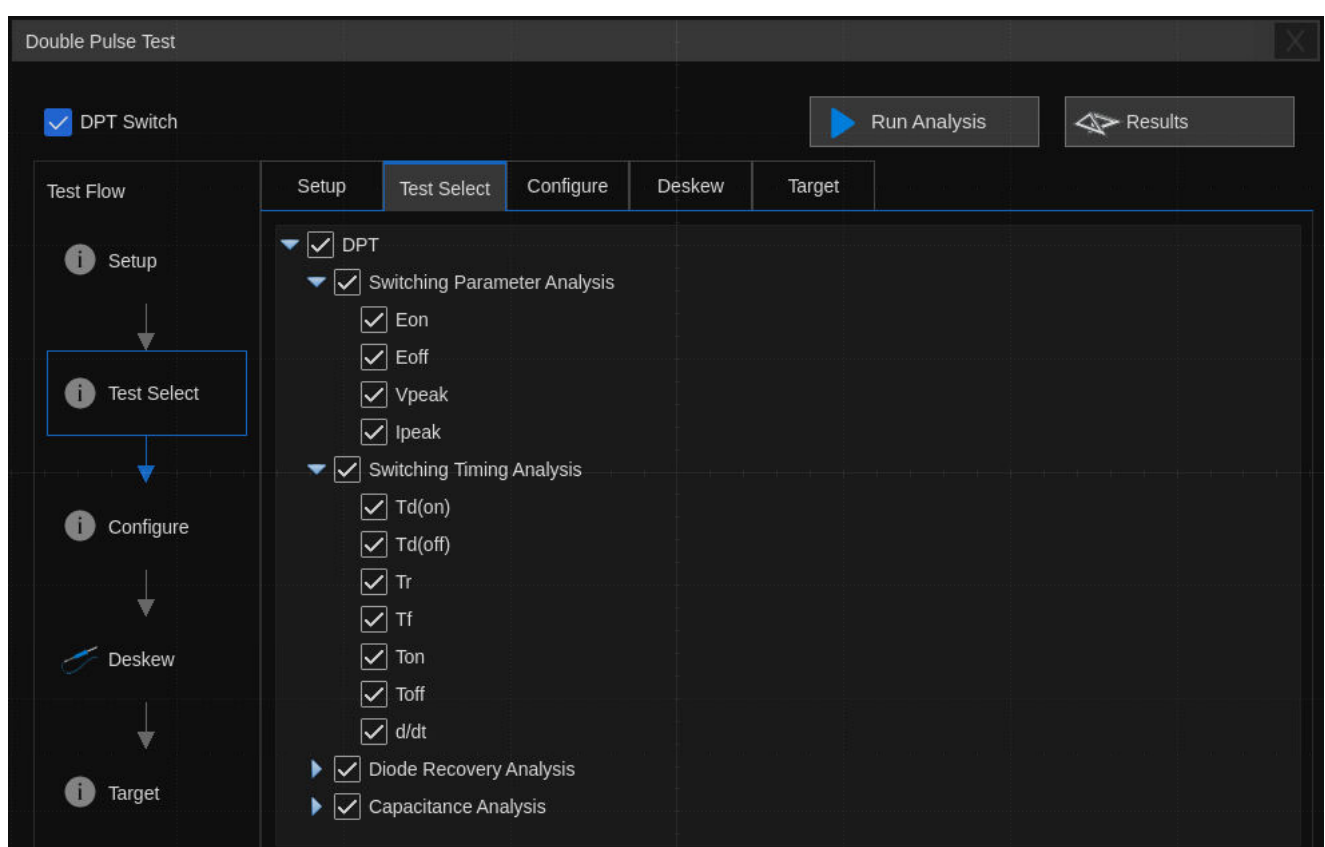 Double Pulse Test
X
DPT Switch
Run Analysis
Results
Test Flow
Setup
Test Select
Configure
Deskew
Target
Setup
Test Select
Configure
Deskew
Target
DPT
Switching Parameter Analysis
Eon
Eoff
Vpeak
Ipeak
Switching Timing Analysis
Td(on)
Td(off)
Tr
Tf
Ton
Toff
d/dt
Diode Recovery Analysis
Capacitance Analysis